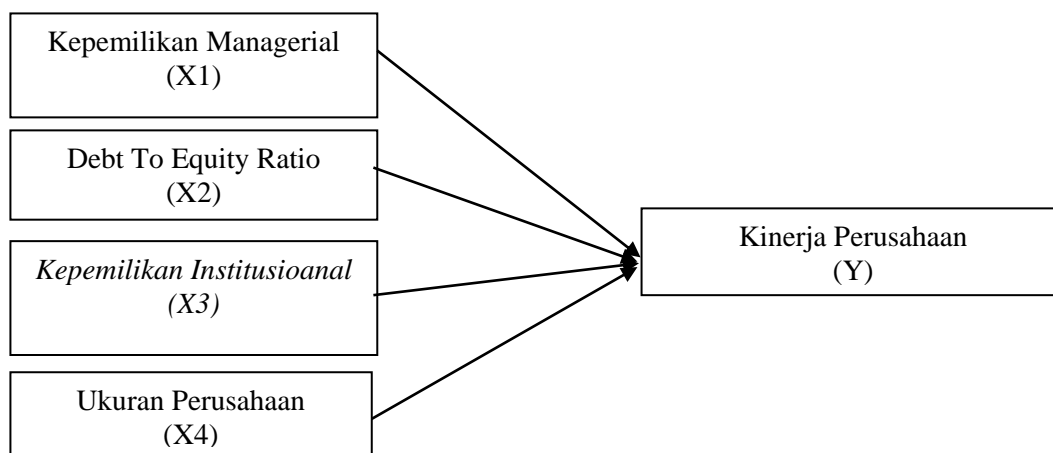 Kepemilikan Managerial
(X1)
Debt To Equity Ratio
(X2)
Kepemilikan Institusioanal
(X3)
Ukuran Perusahaan
(X4)
Kinerja Perusahaan
(Y)